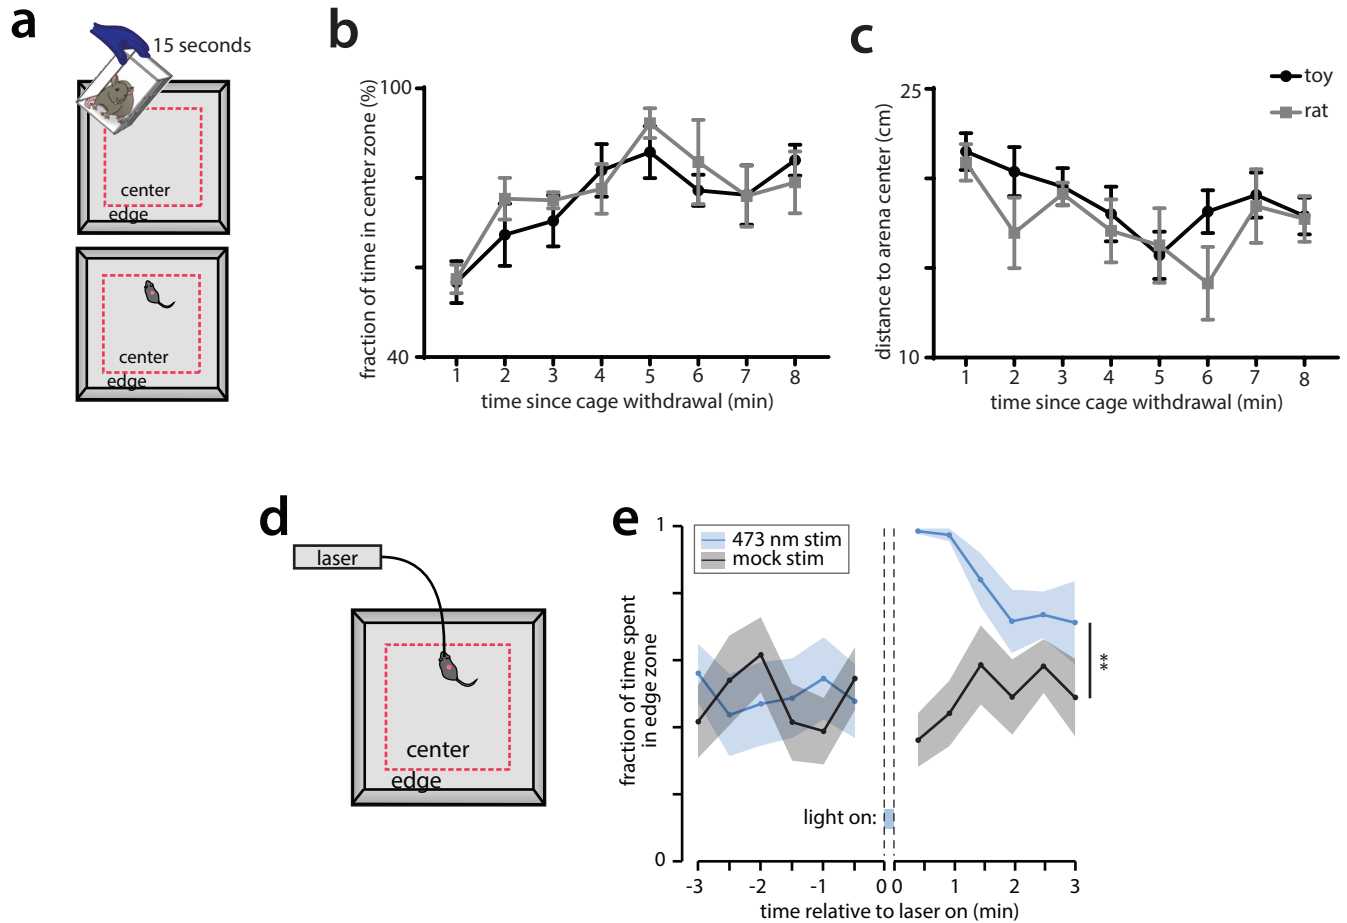 a
15 seconds
center
edge
center
edge
b
fraction of time in center zone (%)
100
40
1 2 3 4 5 6 7 8
time since cage withdrawal (min)
c
distance to arena center (cm)
25
10
1 2 3 4 5 6 7 8
time since cage withdrawal (min)
toy
rat
d
laser
center
edge
e
fraction of time spent
in edge zone
1
0
473 nm stim
mock stim
light on:
**
-3 -2 -1 0 0 1 2 3
time relative to laser on (min)